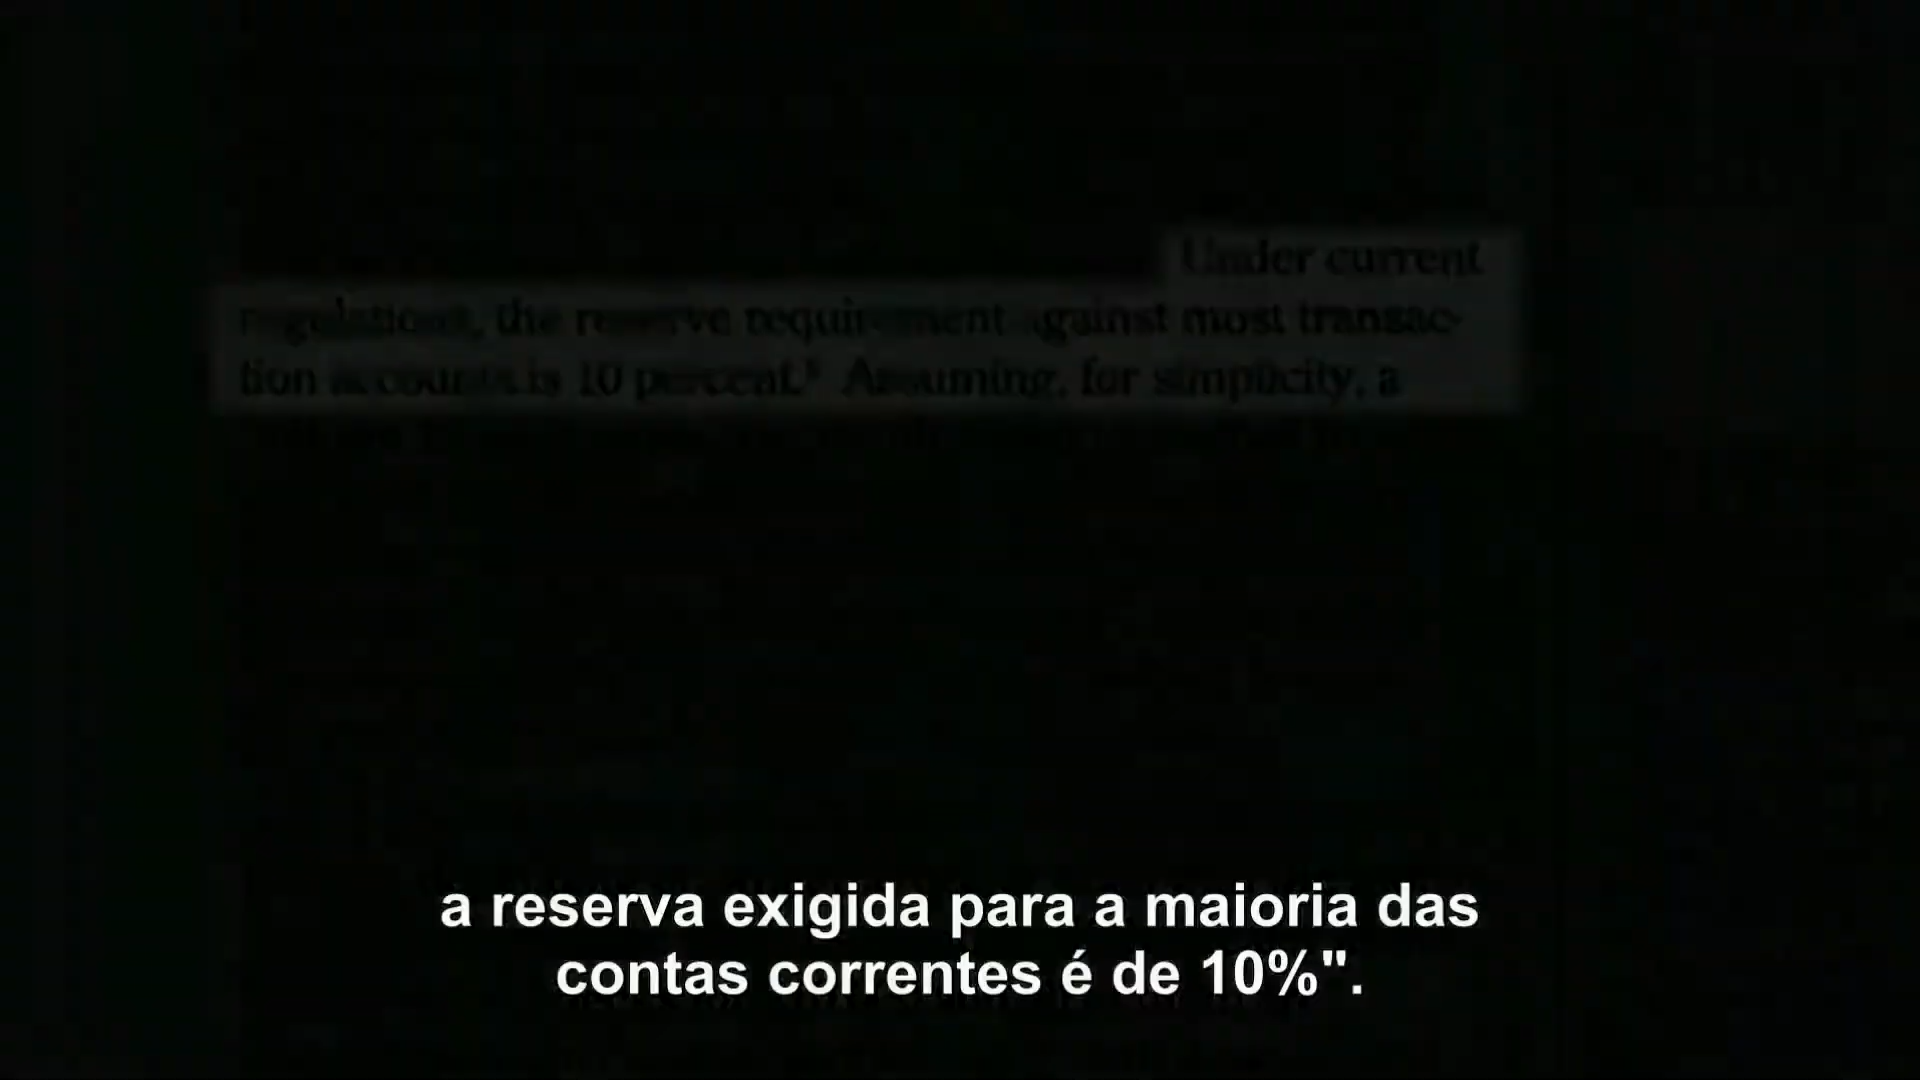 Under current
regulations, the reserve requirement against most transac-
tion accounts is 10 percent.⁵ Assuming, for simplicity, a
a reserva exigida para a maioria das
contas correntes é de 10%".